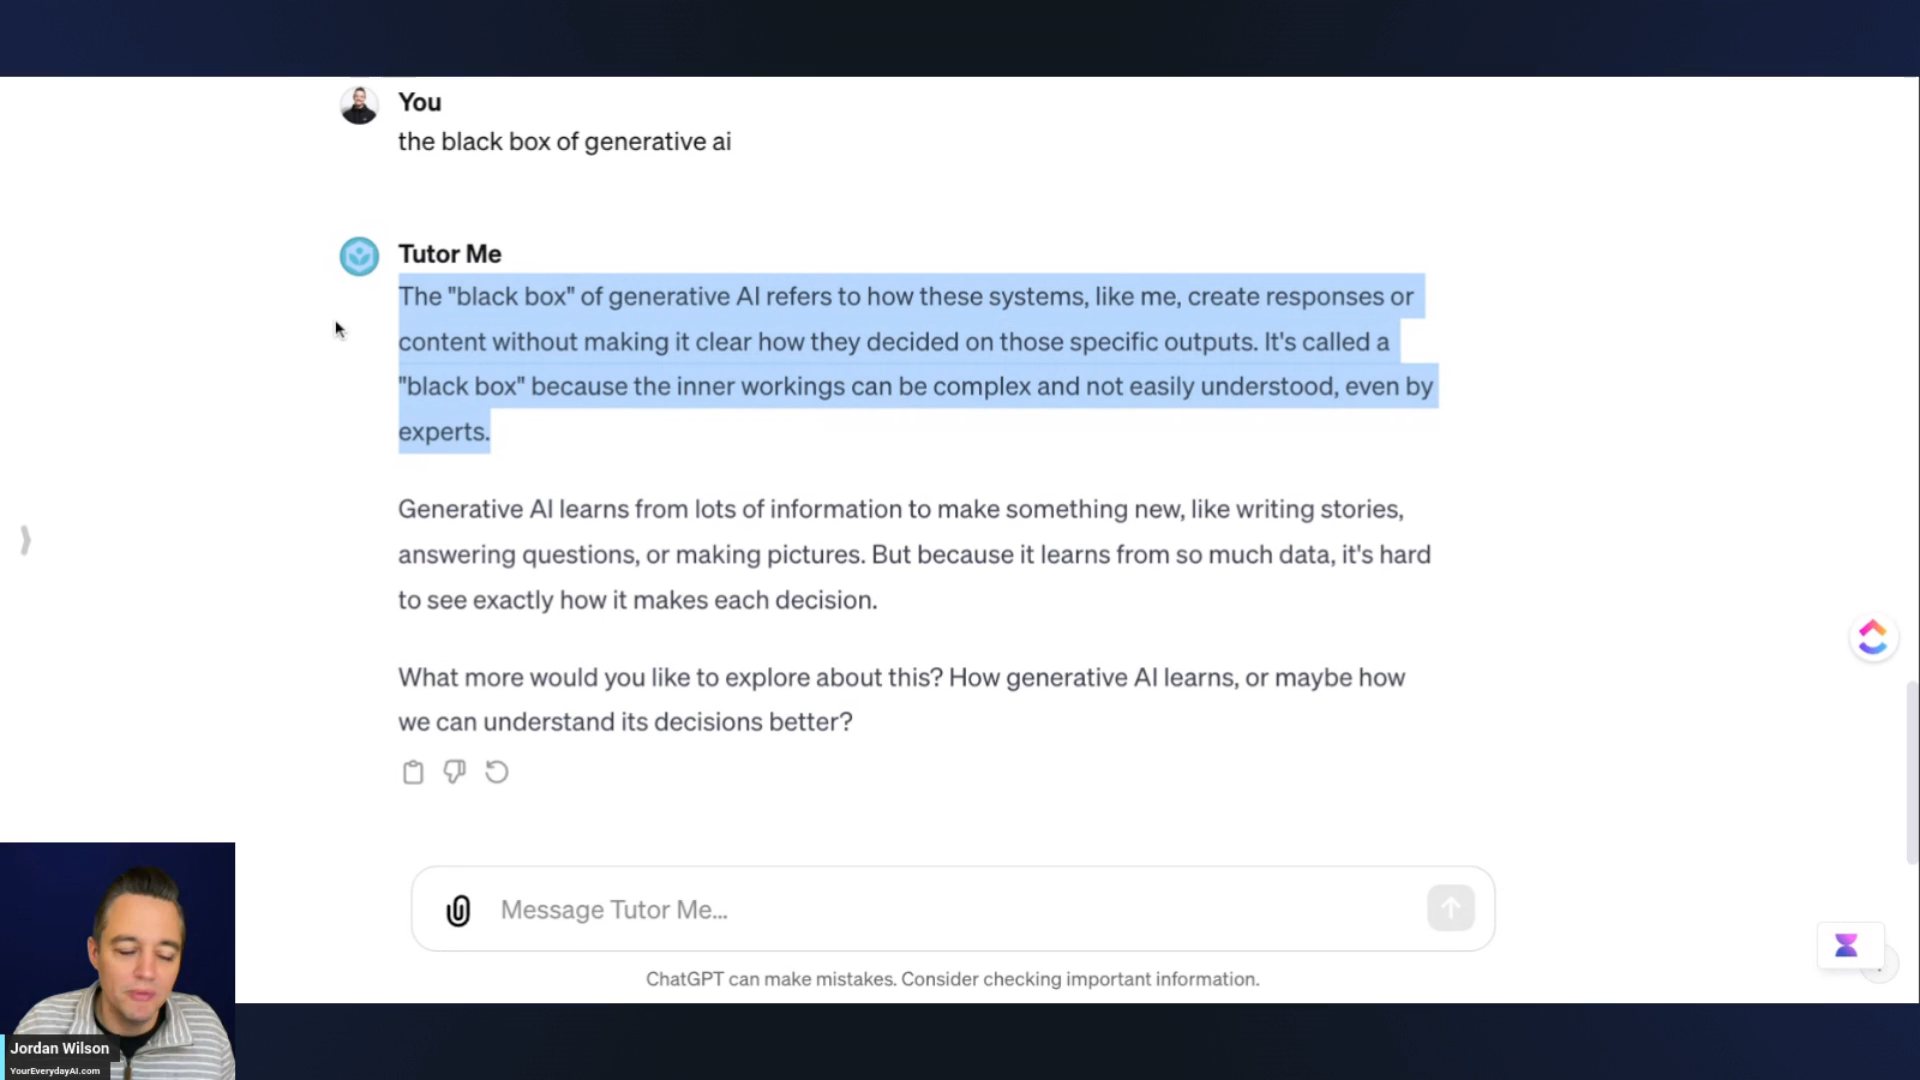 You
the black box of generative ai
Tutor Me
The "black box" of generative AI refers to how these systems, like me, create responses or
content without making it clear how they decided on those specific outputs. It's called a
"black box" because the inner workings can be complex and not easily understood, even by
experts.
Generative AI learns from lots of information to make something new, like writing stories,
answering questions, or making pictures. But because it learns from so much data, it's hard
to see exactly how it makes each decision.
What more would you like to explore about this? How generative AI learns, or maybe how
we can understand its decisions better?
Message Tutor Me...
ChatGPT can make mistakes. Consider checking important information.
Jordan Wilson
YourEverydayAI.com